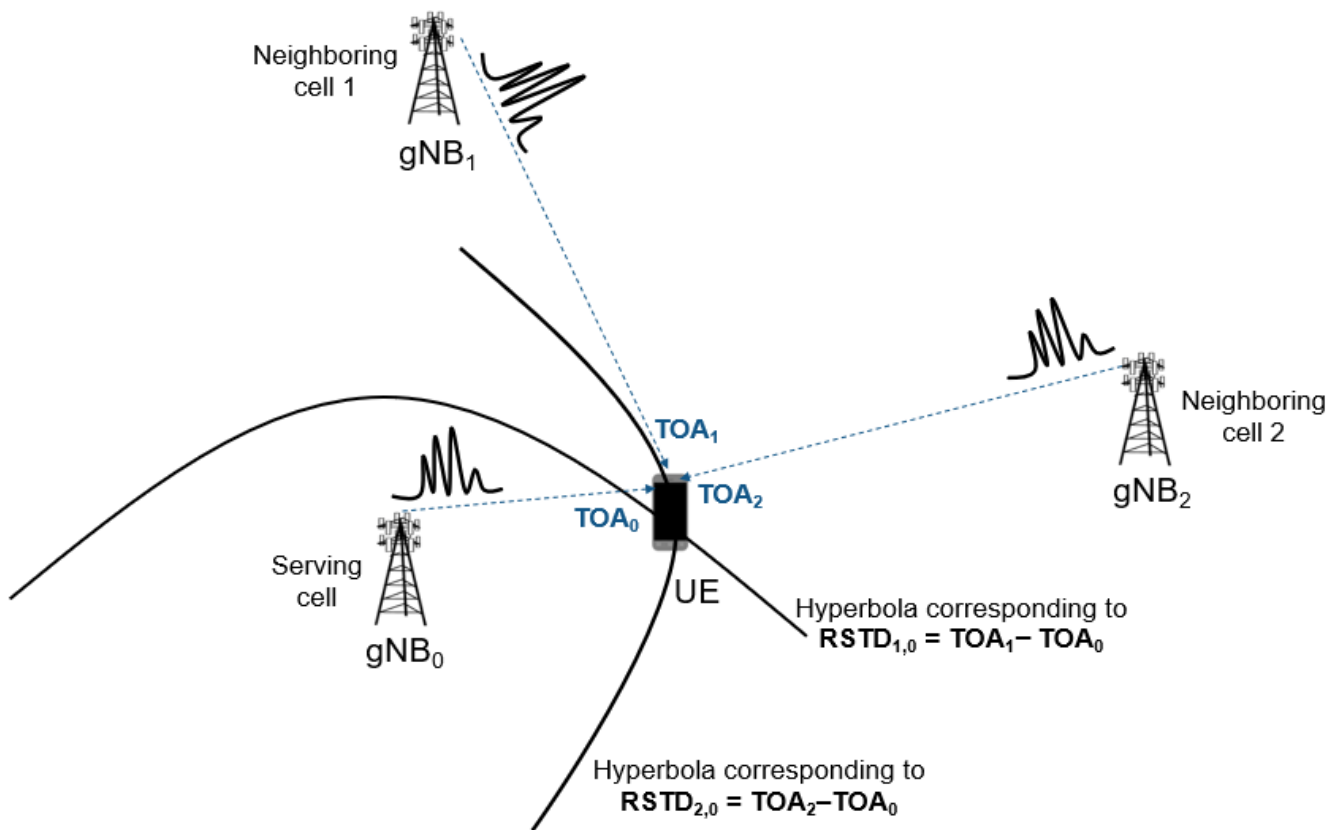 Neighboring
cell 1
gNB₁
TOA₁
Neighboring
cell 2
gNB₂
TOA₂
TOA₀
Serving
cell
gNB₀
UE
Hyperbola corresponding to
RSTD₁,₀ = TOA₁− TOA₀
Hyperbola corresponding to
RSTD₂,₀ = TOA₂−TOA₀